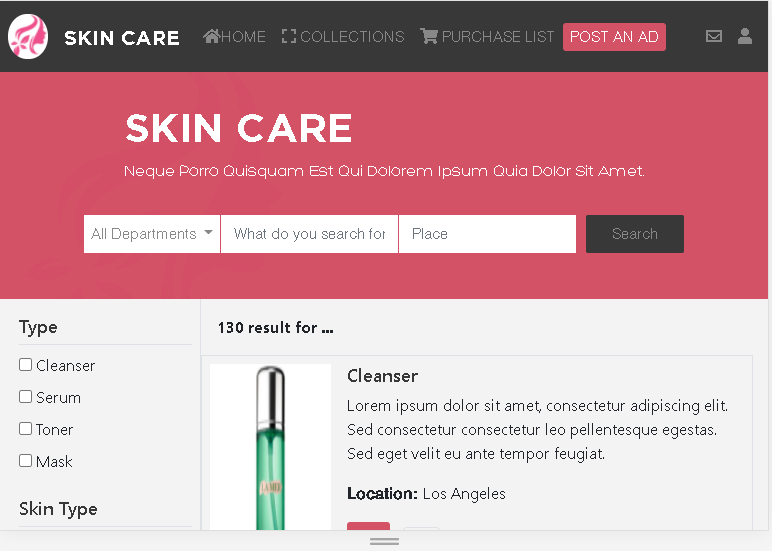 SKIN CARE
HOME
COLLECTIONS
PURCHASE LIST
POST AN AD
SKIN CARE
Neque Porro Quisquam Est Qui Dolorem Ipsum Quia Dolor Sit Amet.
All Departments
What do you search for
Place
Search
Type
Cleanser
Serum
Toner
Mask
Skin Type
130 result for ...
Cleanser
Lorem ipsum dolor sit amet, consectetur adipiscing elit.
Sed consectetur consectetur leo pellentesque egestas.
Sed eget velit eu ante tempor feugiat.
Location: Los Angeles
LA MER